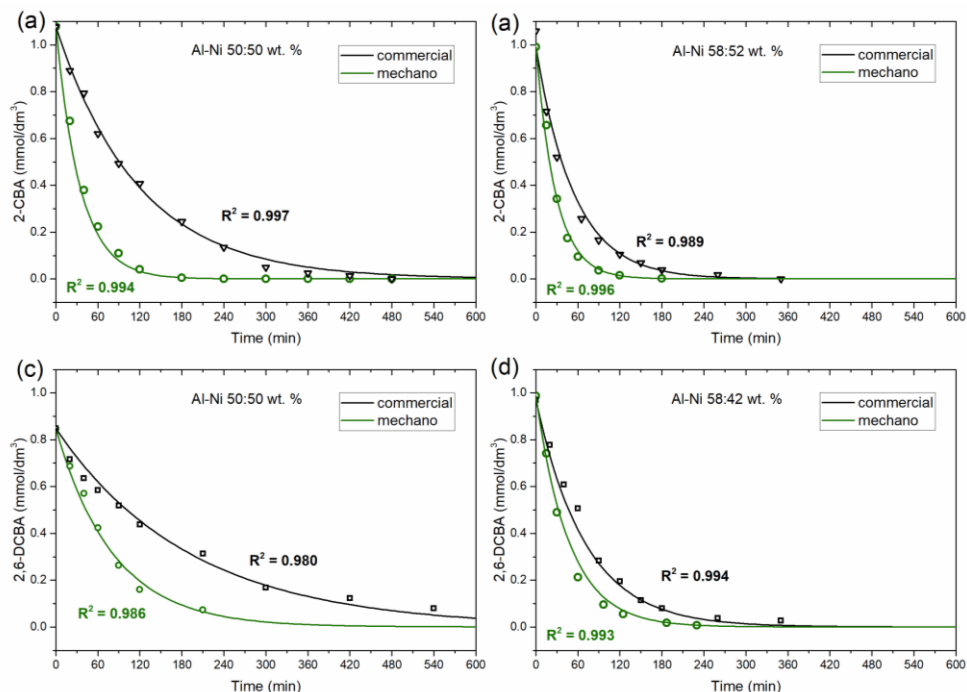 (a)
Al-Ni 50:50 wt. %
commercial
mechano
1.0
0.8
0.6
0.4
0.2
0.0
2-CBA (mmol/dm³)
R² = 0.997
R² = 0.994
0 60 120 180 240 300 360 420 480 540 600
Time (min)
(a)
Al-Ni 58:52 wt. %
commercial
mechano
1.0
0.8
0.6
0.4
0.2
0.0
2-CBA (mmol/dm³)
R² = 0.989
R² = 0.996
0 60 120 180 240 300 360 420 480 540 600
Time (min)
(c)
Al-Ni 50:50 wt. %
commercial
mechano
1.0
0.8
0.6
0.4
0.2
0.0
2,6-DCBA (mmol/dm³)
R² = 0.980
R² = 0.986
0 60 120 180 240 300 360 420 480 540 600
Time (min)
(d)
Al-Ni 58:42 wt. %
commercial
mechano
1.0
0.8
0.6
0.4
0.2
0.0
2,6-DCBA (mmol/dm³)
R² = 0.994
R² = 0.993
0 60 120 180 240 300 360 420 480 540 600
Time (min)